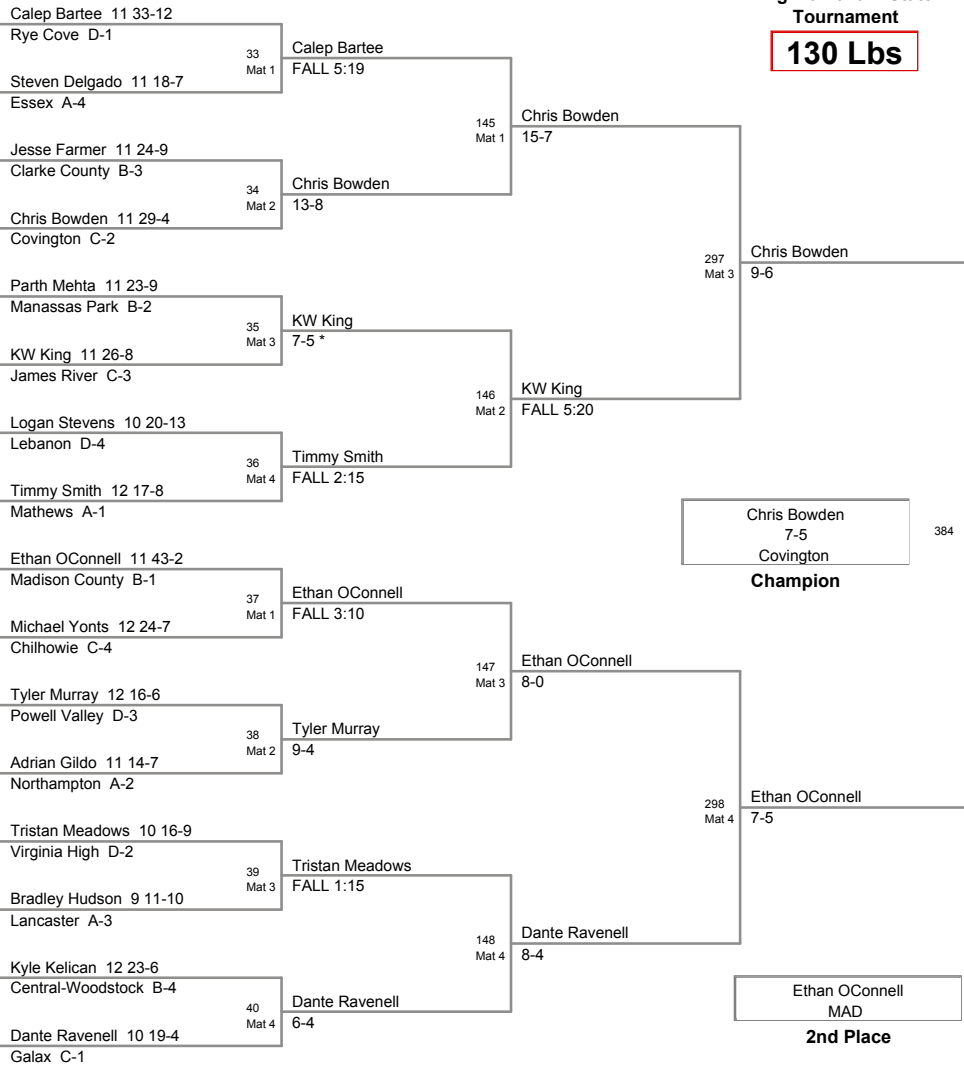 Tournament
130 Lbs
Calep Bartee 11 33-12
Rye Cove D-1
33
Mat 1
Calep Bartee
FALL 5:19
Steven Delgado 11 18-7
Essex A-4
145
Mat 1
Chris Bowden
15-7
Jesse Farmer 11 24-9
Clarke County B-3
34
Mat 2
Chris Bowden
13-8
Chris Bowden 11 29-4
Covington C-2
297
Mat 3
Chris Bowden
9-6
Parth Mehta 11 23-9
Manassas Park B-2
35
Mat 3
KW King
7-5 *
KW King 11 26-8
James River C-3
146
Mat 2
KW King
FALL 5:20
Logan Stevens 10 20-13
Lebanon D-4
36
Mat 4
Timmy Smith
FALL 2:15
Timmy Smith 12 17-8
Mathews A-1
Chris Bowden
7-5
Covington
384
Champion
Ethan OConnell 11 43-2
Madison County B-1
37
Mat 1
Ethan OConnell
FALL 3:10
Michael Yonts 12 24-7
Chilhowie C-4
147
Mat 3
Ethan OConnell
8-0
Tyler Murray 12 16-6
Powell Valley D-3
38
Mat 2
Tyler Murray
9-4
Adrian Gildo 11 14-7
Northampton A-2
298
Mat 4
Ethan OConnell
7-5
Tristan Meadows 10 16-9
Virginia High D-2
39
Mat 3
Tristan Meadows
FALL 1:15
Bradley Hudson 9 11-10
Lancaster A-3
148
Mat 4
Dante Ravenell
8-4
Kyle Kelican 12 23-6
Central-Woodstock B-4
40
Mat 4
Dante Ravenell
6-4
Dante Ravenell 10 19-4
Galax C-1
Ethan OConnell
MAD
2nd Place